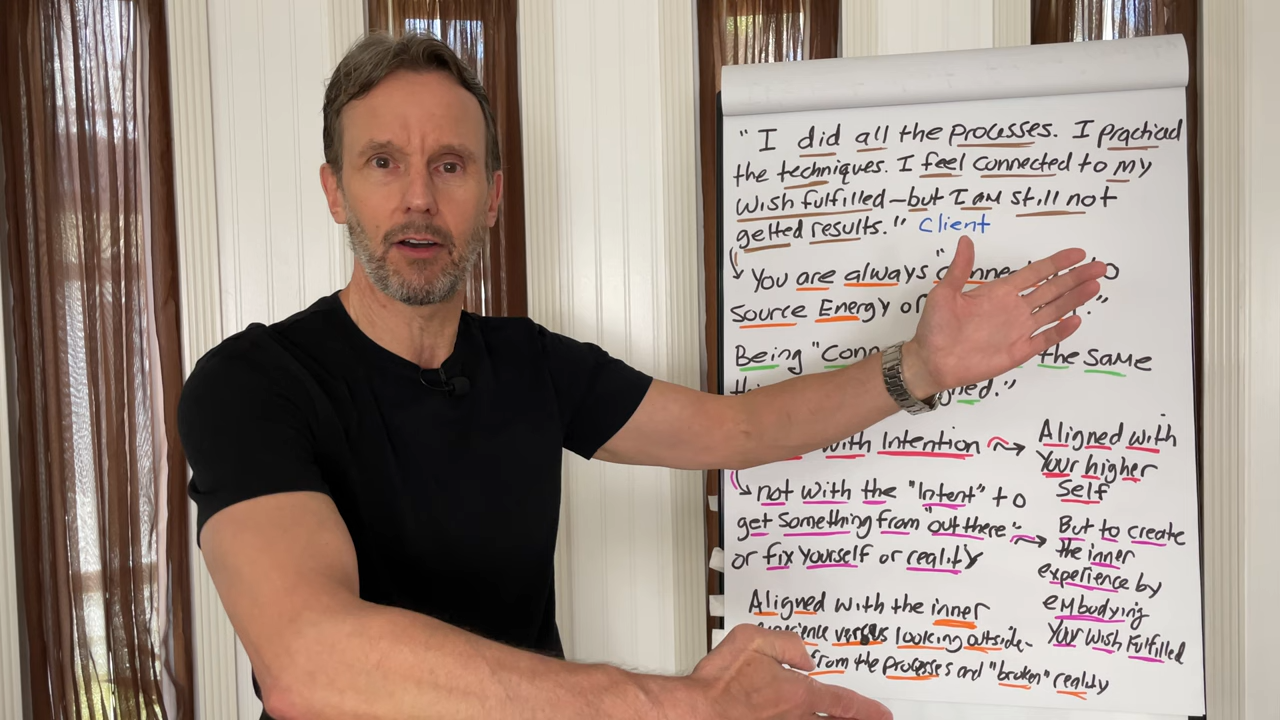 "I did all the processes. I practiced
the techniques. I feel connected to my
wish fulfilled—but I am still not
getted results." Client
You are always "
to
Source Energy
."
Being "Conn
the same
ned."
with Intention → Aligned with
Your higher
Self
not with the "Intent" to
get something from "out there" →
or fix yourself or reality
But to create
the inner
experience by
embodying
Your wish Fulfilled
Aligned with the inner
versus looking outside-
from the processes and "broken" reality